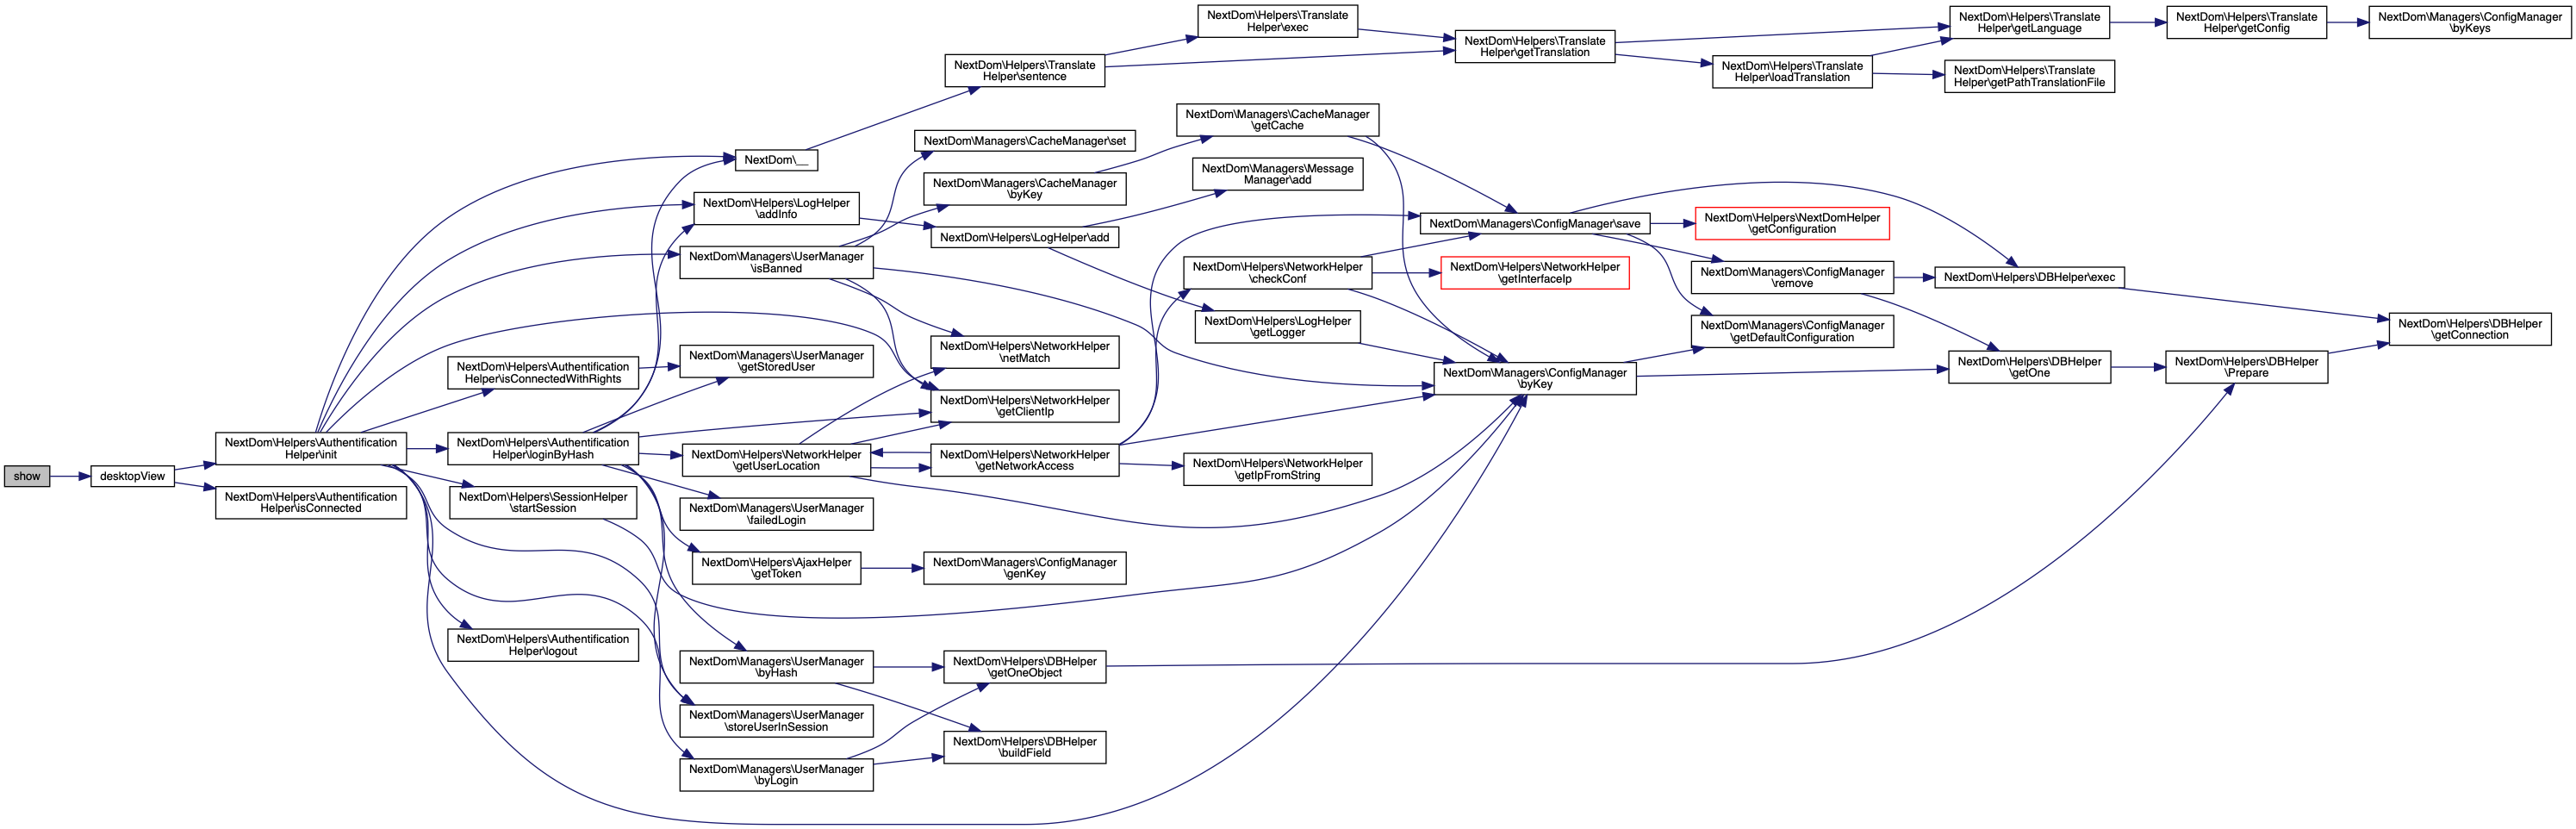 show
desktopView
NextDom\Helpers\Authentification
Helper\init
NextDom\Helpers\Authentification
Helper\isConnected
NextDom\Helpers\Authentification
Helper\isConnectedWithRights
NextDom\Helpers\Authentification
Helper\loginByHash
NextDom\Helpers\SessionHelper
\startSession
NextDom\Helpers\Authentification
Helper\logout
NextDom\__
NextDom\Helpers\LogHelper
\addInfo
NextDom\Managers\UserManager
\isBanned
NextDom\Managers\UserManager
\getStoredUser
NextDom\Helpers\NetworkHelper
\getUserLocation
NextDom\Managers\UserManager
\failedLogin
NextDom\Helpers\AjaxHelper
\getToken
NextDom\Managers\UserManager
\byHash
NextDom\Managers\UserManager
\storeUserInSession
NextDom\Managers\UserManager
\byLogin
NextDom\Helpers\Translate
Helper\sentence
NextDom\Managers\CacheManager\set
NextDom\Managers\CacheManager
\byKey
NextDom\Helpers\LogHelper\add
NextDom\Helpers\NetworkHelper
\netMatch
NextDom\Helpers\NetworkHelper
\getClientIp
NextDom\Helpers\NetworkHelper
\getNetworkAccess
NextDom\Managers\ConfigManager
\genKey
NextDom\Helpers\DBHelper
\getOneObject
NextDom\Helpers\DBHelper
\buildField
NextDom\Helpers\Translate
Helper\exec
NextDom\Managers\CacheManager
\getCache
NextDom\Managers\Message
Manager\add
NextDom\Helpers\NetworkHelper
\checkConf
NextDom\Helpers\LogHelper
\getLogger
NextDom\Helpers\NetworkHelper
\getIpFromString
NextDom\Helpers\Translate
Helper\getTranslation
NextDom\Managers\ConfigManager\save
NextDom\Helpers\NetworkHelper
\getInterfaceIp
NextDom\Managers\ConfigManager
\byKey
NextDom\Helpers\Translate
Helper\loadTranslation
NextDom\Helpers\NextDomHelper
\getConfiguration
NextDom\Managers\ConfigManager
\remove
NextDom\Managers\ConfigManager
\getDefaultConfiguration
NextDom\Helpers\Translate
Helper\getLanguage
NextDom\Helpers\Translate
Helper\getPathTranslationFile
NextDom\Helpers\DBHelper\exec
NextDom\Helpers\DBHelper
\getOne
NextDom\Helpers\Translate
Helper\getConfig
NextDom\Helpers\DBHelper
\Prepare
NextDom\Managers\ConfigManager
\byKeys
NextDom\Helpers\DBHelper
\getConnection